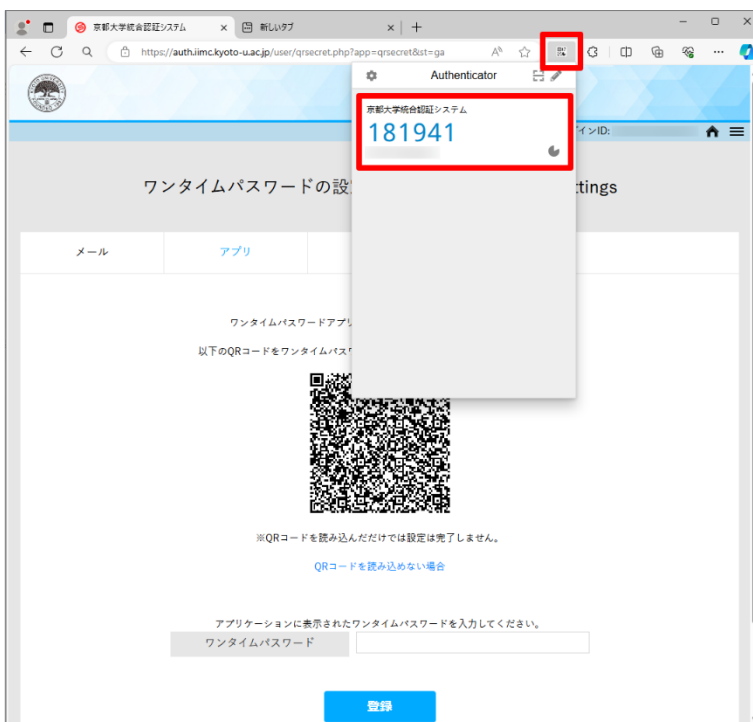 京都大学統合認証システム
新しいタブ
https://auth.iimc.kyoto-u.ac.jp/user/qrsecret.php?app=qrsecret&st=ga
Authenticator
京都大学統合認証システム
181941
インID:
ワンタイムパスワードの設
ttings
メール
アプリ
ワンタイムパスワードアプリ
以下のQRコードをワンタイムパスワ
※QRコードを読み込んだだけでは設定は完了しません。
QRコードを読み込めない場合
アプリケーションに表示されたワンタイムパスワードを入力してください。
ワンタイムパスワード
登録